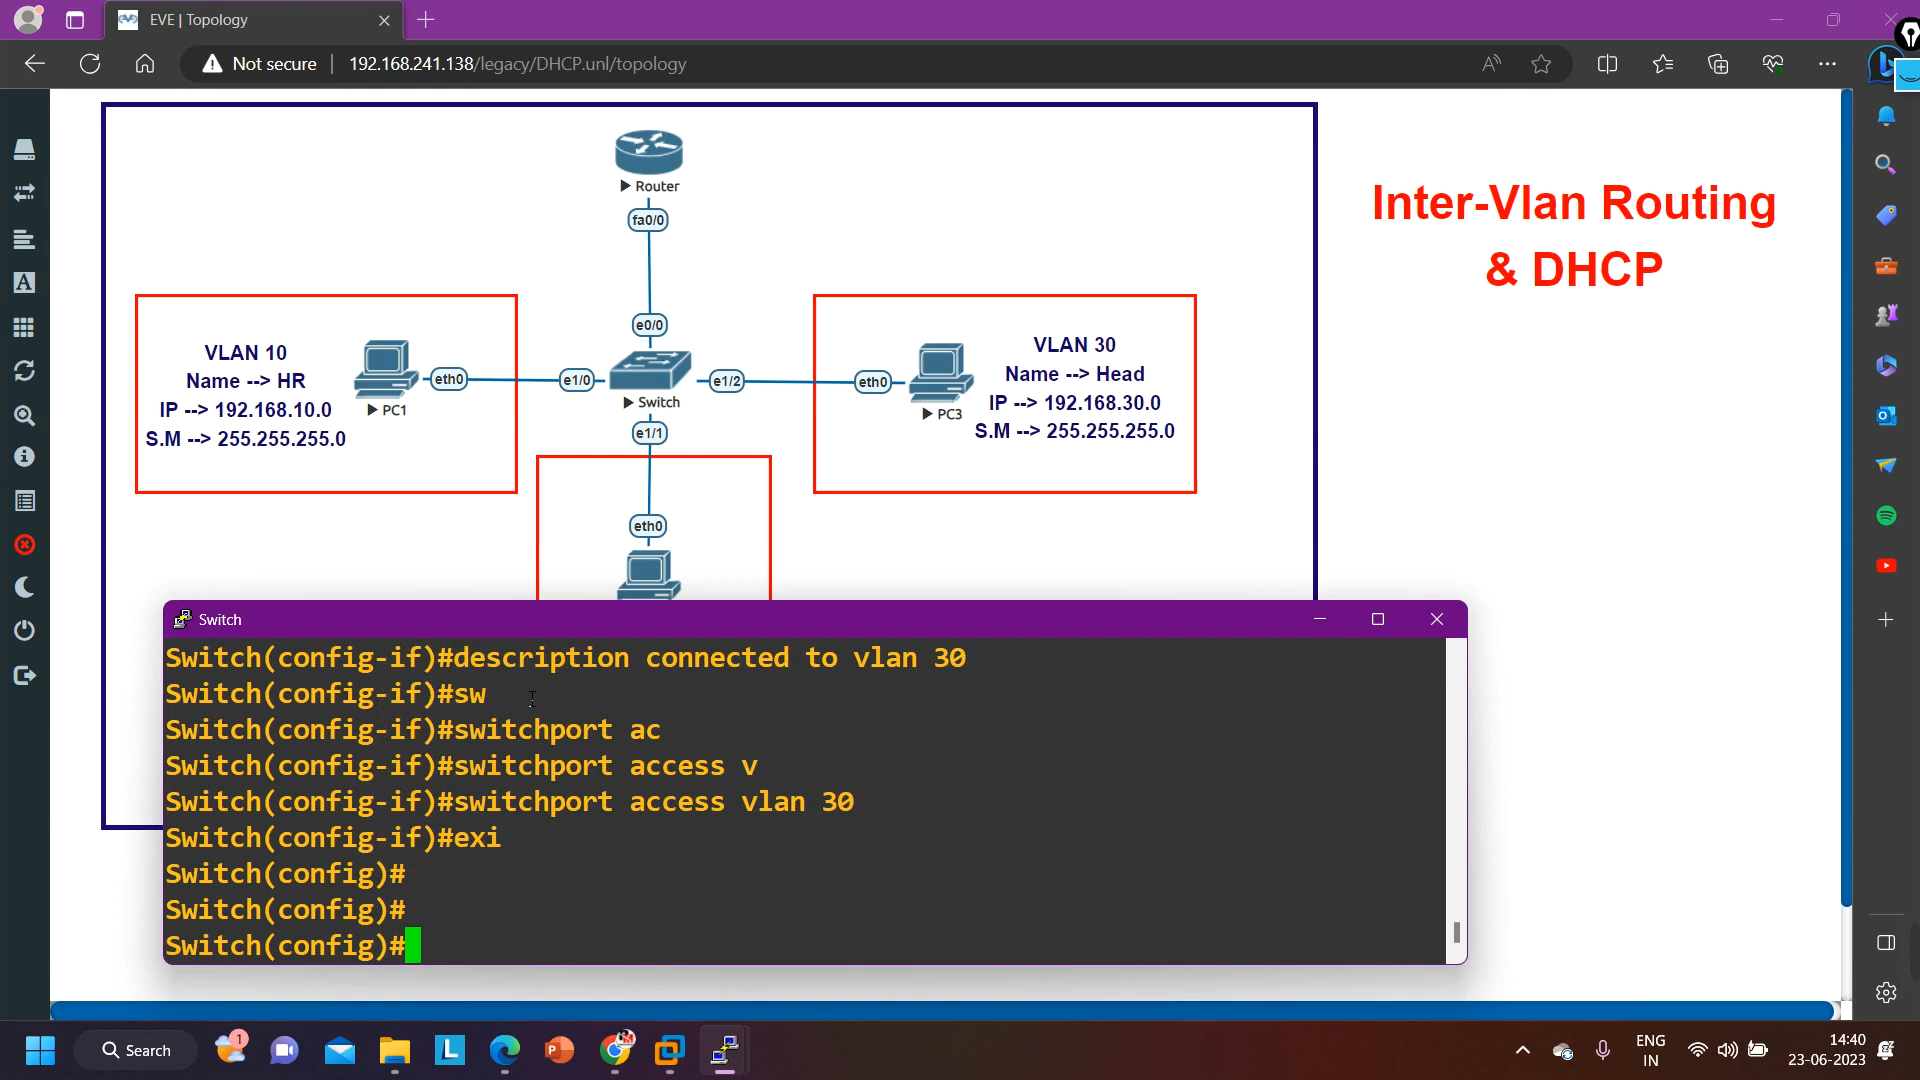 EVE | Topology
Not secure
192.168.241.138/legacy/DHCP.unl/topology
Router
fa0/0
Inter-Vlan Routing
& DHCP
e0/0
VLAN 10
Name --> HR
IP --> 192.168.10.0
S.M --> 255.255.255.0
eth0
PC1
e1/0
Switch
e1/2
e1/1
eth0
PC3
VLAN 30
Name --> Head
IP --> 192.168.30.0
S.M --> 255.255.255.0
eth0
Switch
Switch(config-if)#description connected to vlan 30
Switch(config-if)#sw
Switch(config-if)#switchport ac
Switch(config-if)#switchport access v
Switch(config-if)#switchport access vlan 30
Switch(config-if)#exi
Switch(config)#
Switch(config)#
Switch(config)#
Search
1
ENG
IN
14:40
23-06-2023